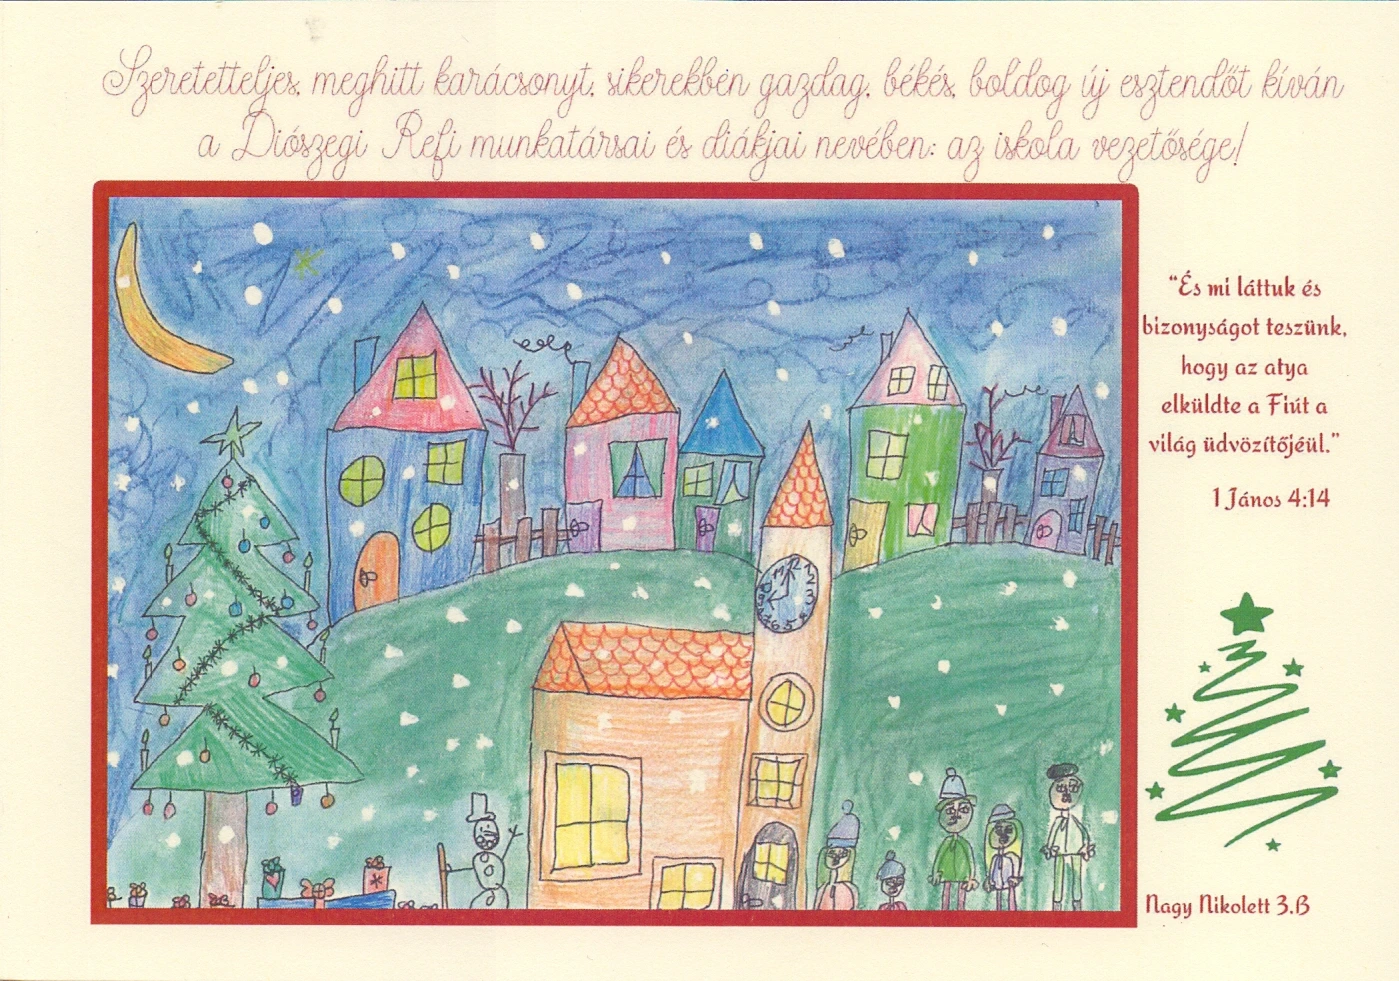 Szeretetteljes, meghitt karácsonyt, sikerekben gazdag, békés, boldog új esztendőt kíván
a Diószegi Refi munkatársai és diákjai nevében: az iskola vezetősége!
“És mi láttuk és
bizonyságot teszünk,
hogy az atya
elküldte a Fiút a
világ üdvözítőjéül.”
1 János 4:14
Nagy Nikolett 3.B